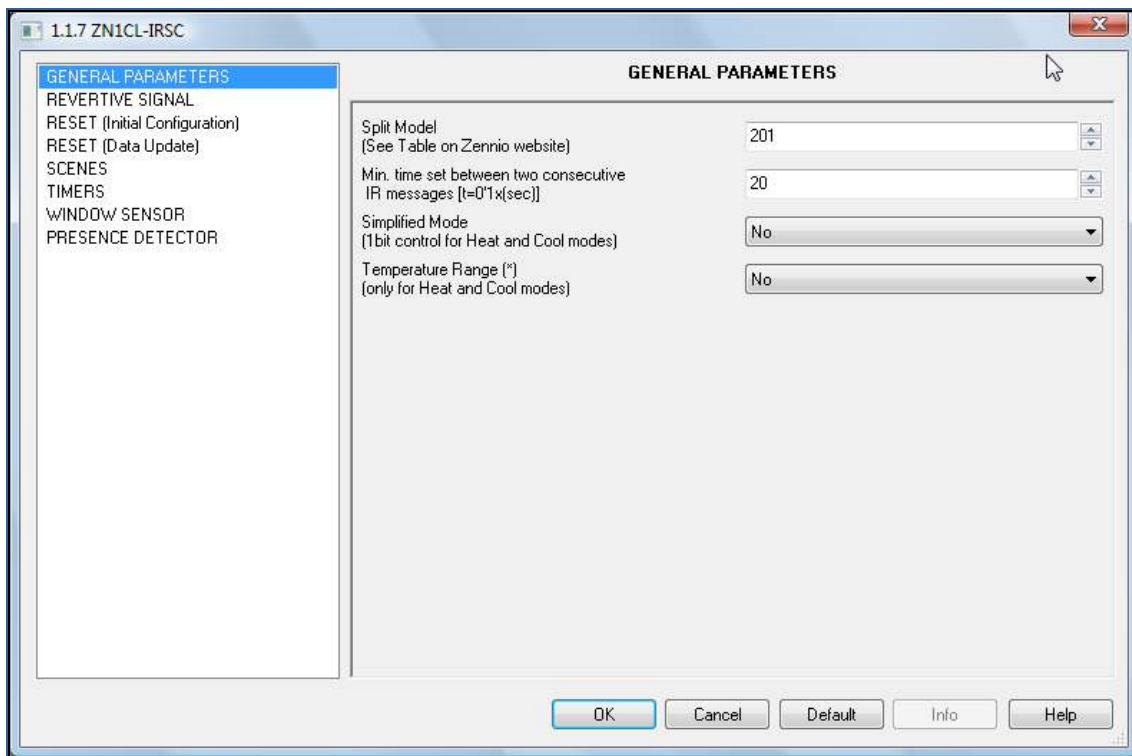 1.1.7 ZN1CL-IRSC
GENERAL PARAMETERS
REVERTIVE SIGNAL
RESET (Initial Configuration)
RESET (Data Update)
SCENES
TIMERS
WINDOW SENSOR
PRESENCE DETECTOR
GENERAL PARAMETERS
Split Model
(See Table on Zennio website)
201
Min. time set between two consecutive
IR messages [t=0'1x(sec)]
20
Simplified Mode
(1bit control for Heat and Cool modes)
No
Temperature Range (*)
(only for Heat and Cool modes)
No
OK Cancel Default Info Help